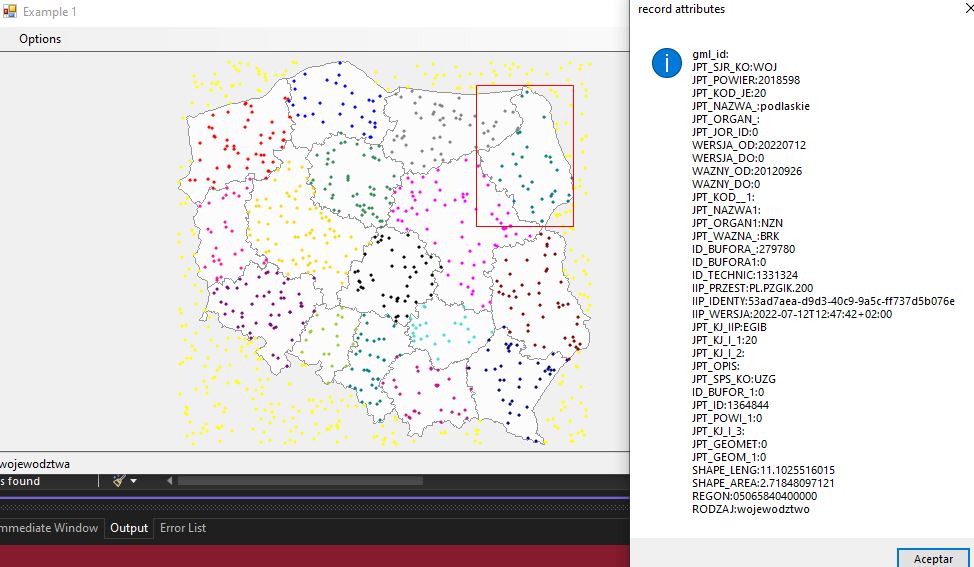 Example 1
Options
wojewodztwa
s found
mmediate Window
Output
Error List
record attributes
gml_id:
JPT_SJR_KO:WOJ
JPT_POWIER:2018598
JPT_KOD_JE:20
JPT_NAZWA_:podlaskie
JPT_ORGAN_:
JPT_JOR_ID:0
WERSJA_OD:20220712
WERSJA_DO:0
WAZNY_OD:20120926
WAZNY_DO:0
JPT_KOD__1:
JPT_NAZWA1:
JPT_ORGAN1:NZN
JPT_WAZNA_:BRK
ID_BUFORA_:279780
ID_BUFORA1:0
ID_TECHNIC:1331324
IIP_PRZEST:PL.PZGIK.200
IIP_IDENTY:53ad7aea-d9d3-40c9-9a5c-ff737d5b076e
IIP_WERSJA:2022-07-12T12:47:42+02:00
JPT_KJ_IIP:EGIB
JPT_KJ_I_1:20
JPT_KJ_I_2:
JPT_OPIS:
JPT_SPS_KO:UZG
ID_BUFOR_1:0
JPT_ID:1364844
JPT_POWI_1:0
JPT_KJ_I_3:
JPT_GEOMET:0
JPT_GEOM_1:0
SHAPE_LENG:11.1025516015
SHAPE_AREA:2.71848097121
REGON:05065840400000
RODZAJ:wojewodztwo
Aceptar